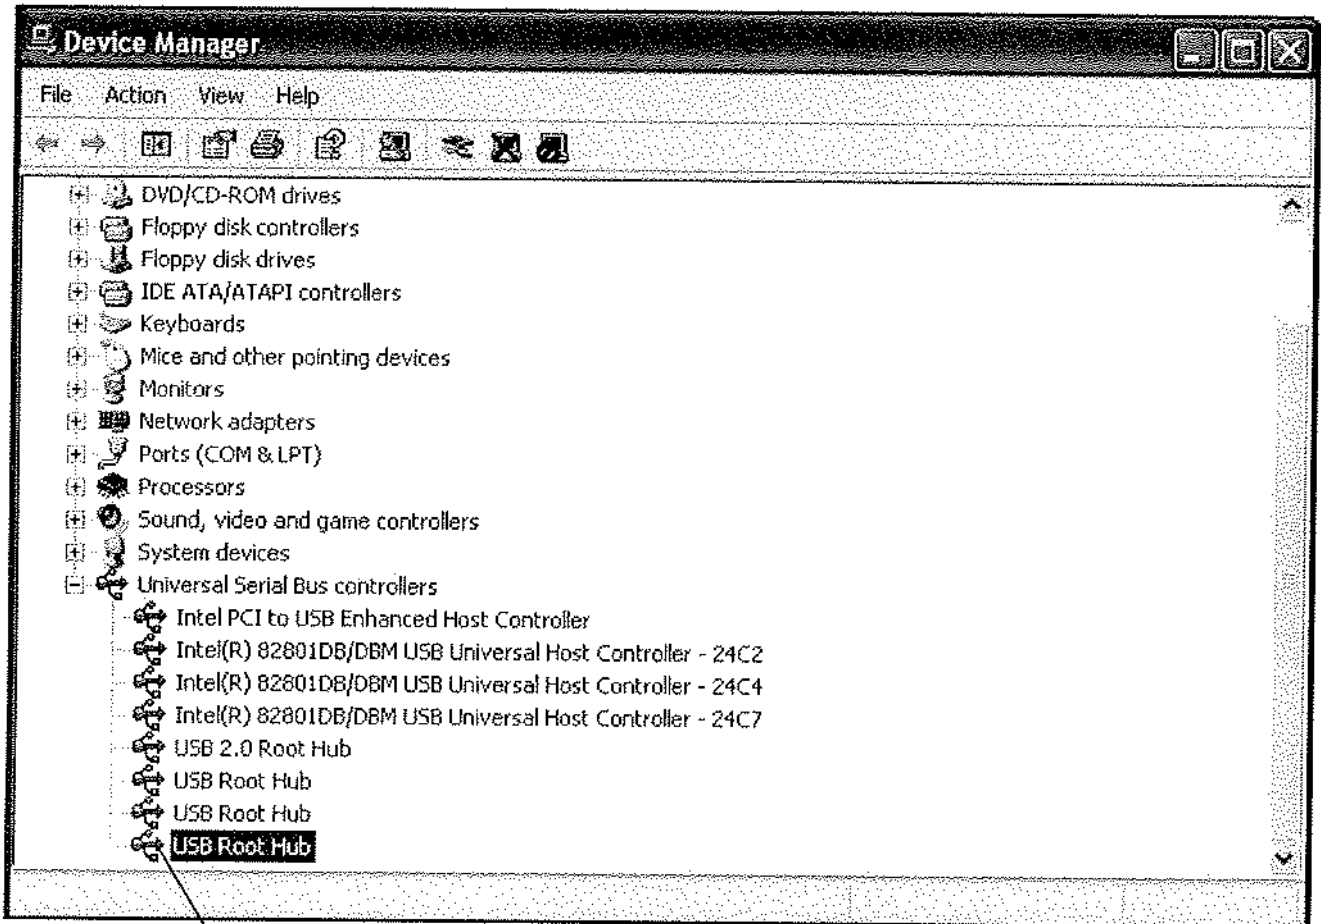 Device Manager
File Action View Help
DVD/CD-ROM drives
Floppy disk controllers
Floppy disk drives
IDE ATA/ATAPI controllers
Keyboards
Mice and other pointing devices
Monitors
Network adapters
Ports (COM & LPT)
Processors
Sound, video and game controllers
System devices
Universal Serial Bus controllers
Intel PCI to USB Enhanced Host Controller
Intel(R) 82801DB/DBM USB Universal Host Controller - 24C2
Intel(R) 82801DB/DBM USB Universal Host Controller - 24C4
Intel(R) 82801DB/DBM USB Universal Host Controller - 24C7
USB 2.0 Root Hub
USB Root Hub
USB Root Hub
USB Root Hub